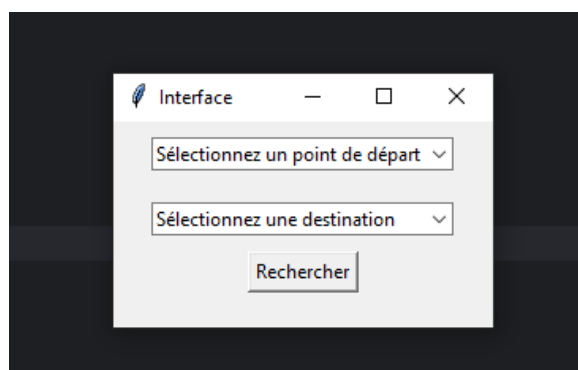 Interface
Sélectionnez un point de départ
Sélectionnez une destination
Rechercher